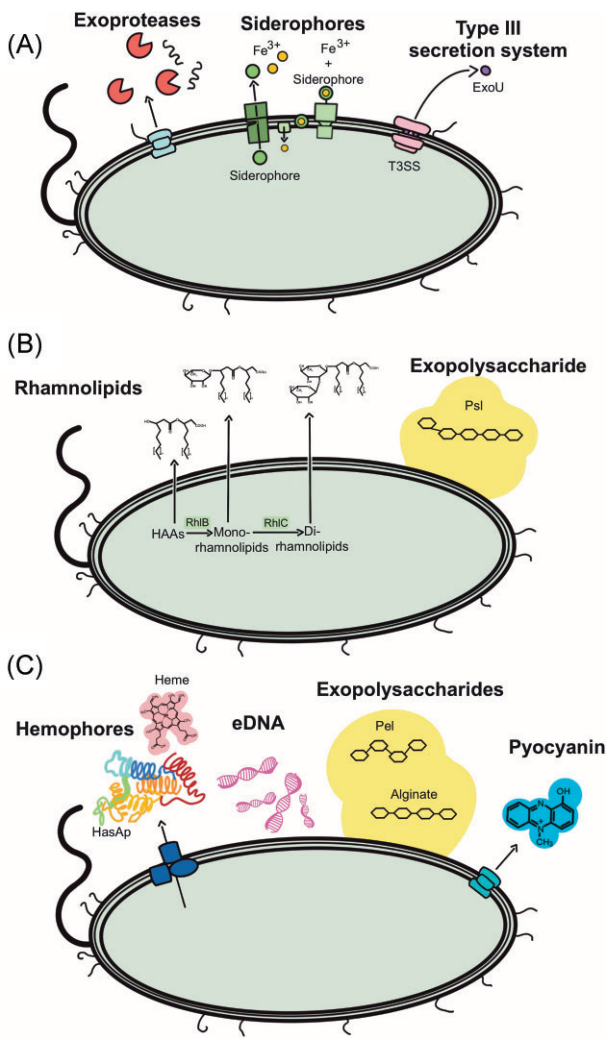 (A)
Exoproteases
Siderophores
Type III
secretion system
Fe3+
Fe3+
+
Siderophore
ExoU
Siderophore
T3SS
(B)
Rhamnolipids
Exopolysaccharide
Psl
HAAs
RhlB
Mono-
rhamnolipids
RhlC
Di-
rhamnolipids
(C)
Hemophores
Heme
HasAp
eDNA
Exopolysaccharides
Pel
Alginate
Pyocyanin
OH
N
N
+
CH3